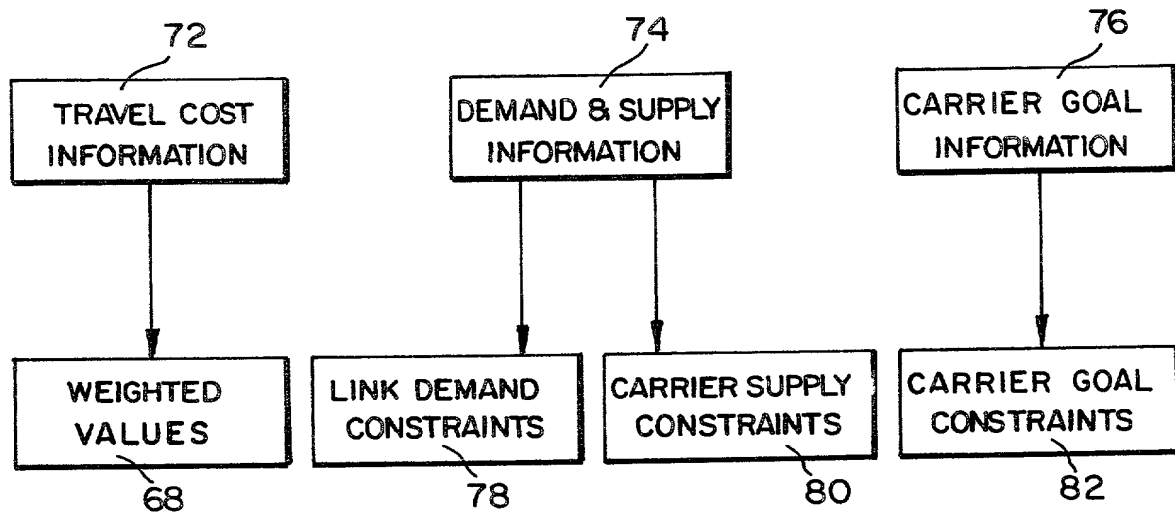 72
74
76
TRAVEL COST
INFORMATION
DEMAND & SUPPLY
INFORMATION
CARRIER GOAL
INFORMATION
WEIGHTED
VALUES
LINK DEMAND
CONSTRAINTS
CARRIER SUPPLY
CONSTRAINTS
CARRIER GOAL
CONSTRAINTS
68
78
80
82